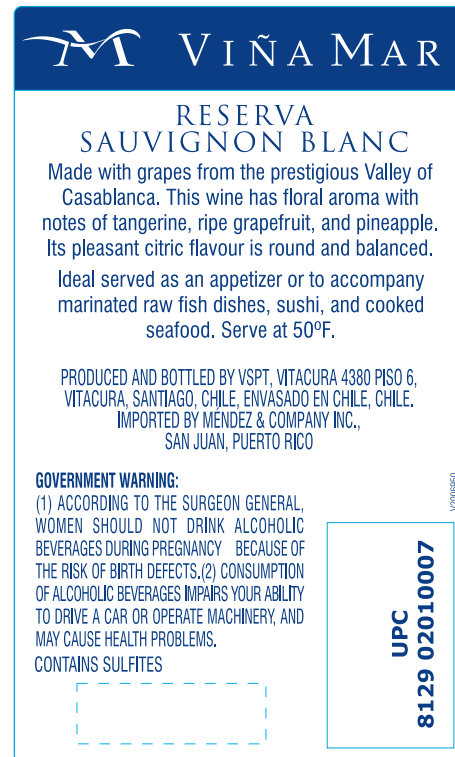 VIÑA MAR
RESERVA
SAUVIGNON BLANC
Made with grapes from the prestigious Valley of
Casablanca. This wine has floral aroma with
notes of tangerine, ripe grapefruit, and pineapple.
Its pleasant citric flavour is round and balanced.
Ideal served as an appetizer or to accompany
marinated raw fish dishes, sushi, and cooked
seafood. Serve at 50ºF.
PRODUCED AND BOTTLED BY VSPT, VITACURA 4380 PISO 6,
VITACURA, SANTIAGO, CHILE, ENVASADO EN CHILE, CHILE.
IMPORTED BY MÉNDEZ & COMPANY INC.,
SAN JUAN, PUERTO RICO
GOVERNMENT WARNING:
(1) ACCORDING TO THE SURGEON GENERAL,
WOMEN SHOULD NOT DRINK ALCOHOLIC
BEVERAGES DURING PREGNANCY BECAUSE OF
THE RISK OF BIRTH DEFECTS.(2) CONSUMPTION
OF ALCOHOLIC BEVERAGES IMPAIRS YOUR ABILITY
TO DRIVE A CAR OR OPERATE MACHINERY, AND
MAY CAUSE HEALTH PROBLEMS.
CONTAINS SULFITES
UPC
8129 02010007